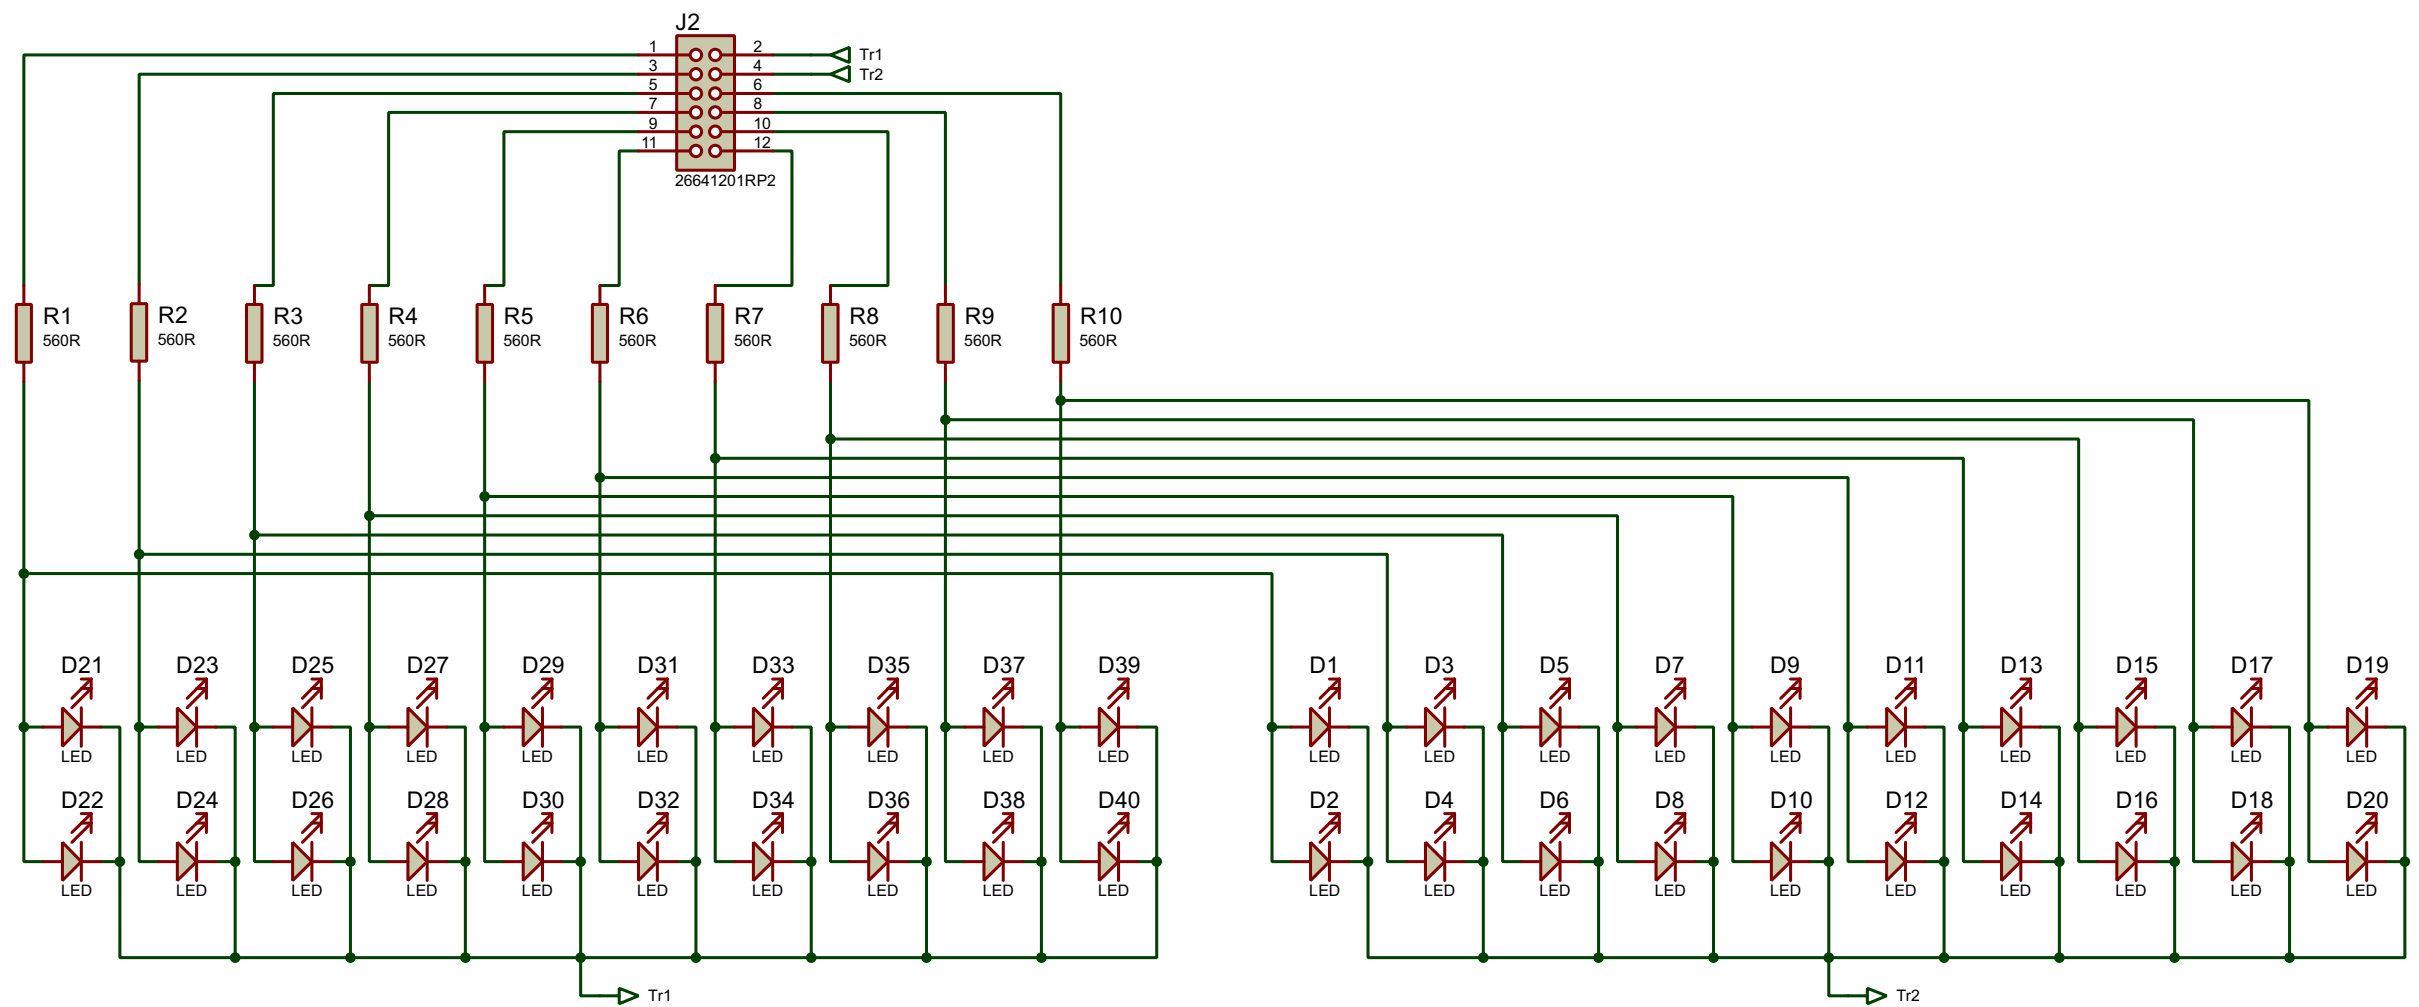 J2
1 2 Tr1
3 4 Tr2
5 6
7 8
9 10
11 12
26641201RP2
R1 R2 R3 R4 R5 R6 R7 R8 R9 R10
560R 560R 560R 560R 560R 560R 560R 560R 560R 560R
D21 D23 D25 D27 D29 D31 D33 D35 D37 D39 D1 D3 D5 D7 D9 D11 D13 D15 D17 D19
LED LED LED LED LED LED LED LED LED LED LED LED LED LED LED LED LED LED LED LED
D22 D24 D26 D28 D30 D32 D34 D36 D38 D40 D2 D4 D6 D8 D10 D12 D14 D16 D18 D20
LED LED LED LED LED LED LED LED LED LED LED LED LED LED LED LED LED LED LED LED
Tr1 Tr2